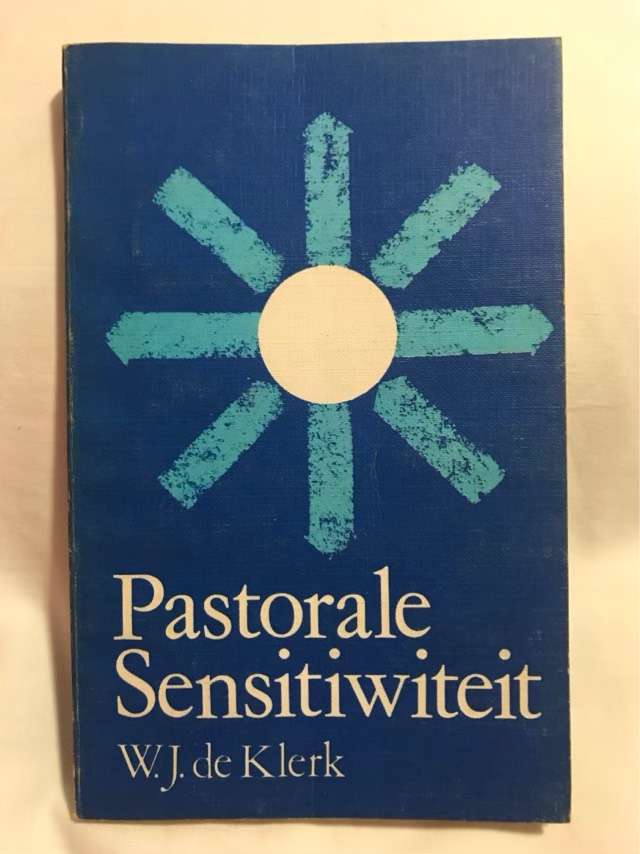 Pastorale
Sensitiwiteit
W.J. de Klerk